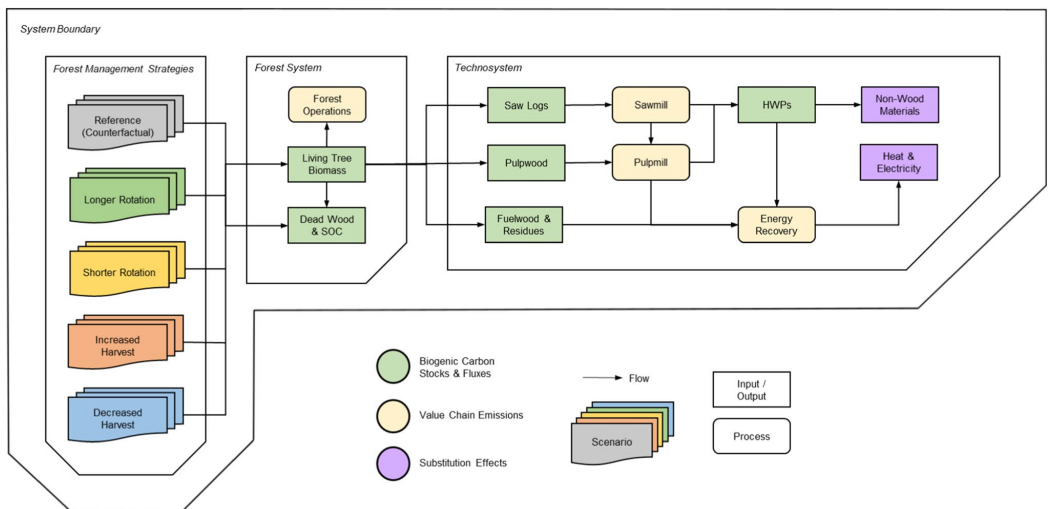 System Boundary
Forest Management Strategies
Reference
(Counterfactual)
Longer Rotation
Shorter Rotation
Increased
Harvest
Decreased
Harvest
Forest System
Forest
Operations
Living Tree
Biomass
Dead Wood
& SOC
Technosystem
Saw Logs
Sawmill
HWPs
Non-Wood
Materials
Pulpwood
Pulpmill
Heat &
Electricity
Fuelwood &
Residues
Energy
Recovery
Biogenic Carbon
Stocks & Fluxes
Value Chain Emissions
Substitution Effects
Flow
Scenario
Input /
Output
Process